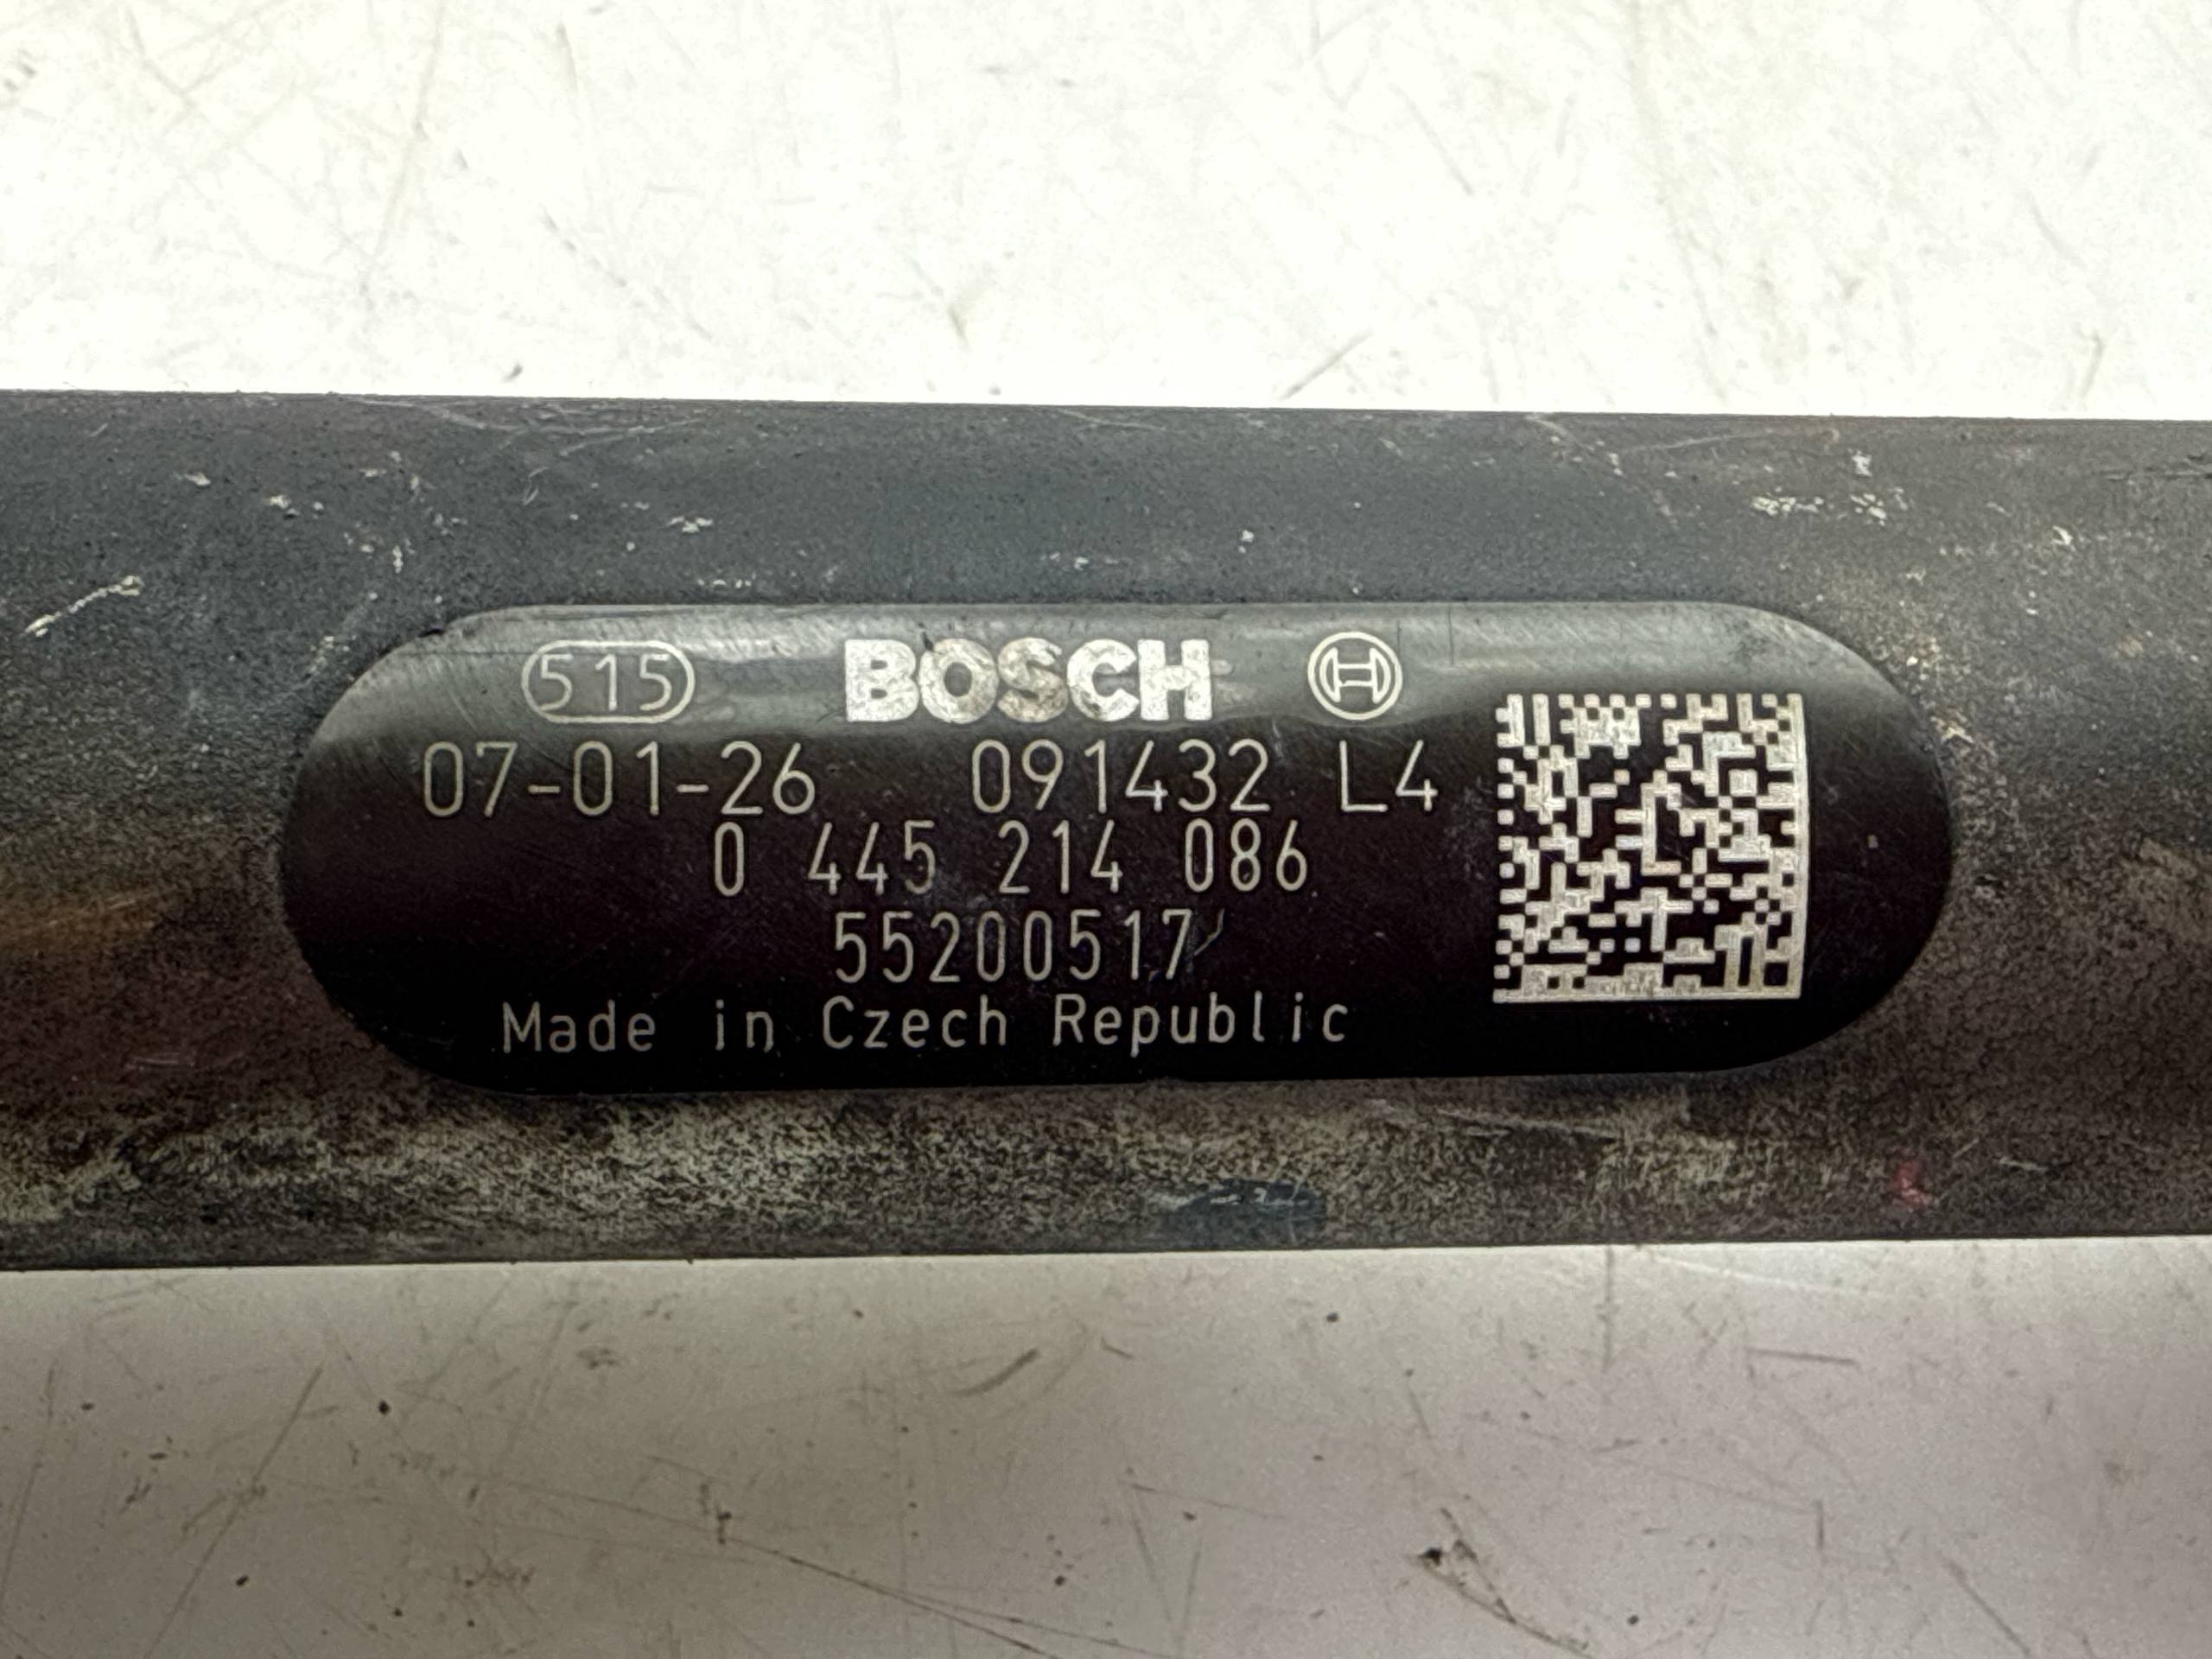 515 BOSCH
07-01-26 091432 L4
0 445 214 086
55200517
Made in Czech Republic